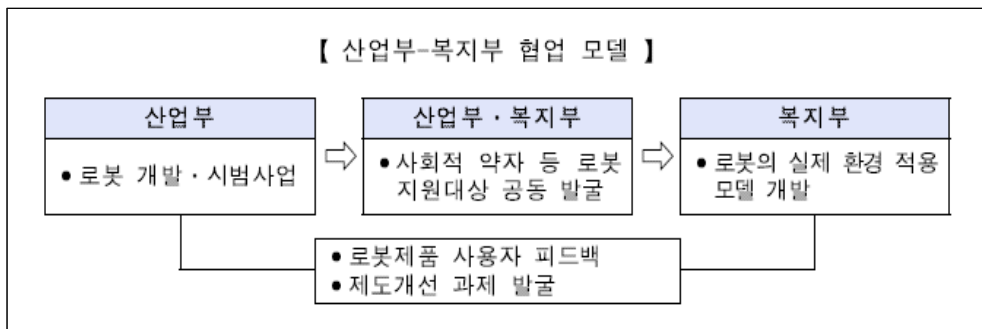 【 산업부-복지부 협업 모델 】
산업부
● 로봇 개발·시범사업
산업부·복지부
● 사회적 약자 등 로봇
지원대상 공동 발굴
복지부
● 로봇의 실제 환경 적용
모델 개발
● 로봇제품 사용자 피드백
● 제도개선 과제 발굴